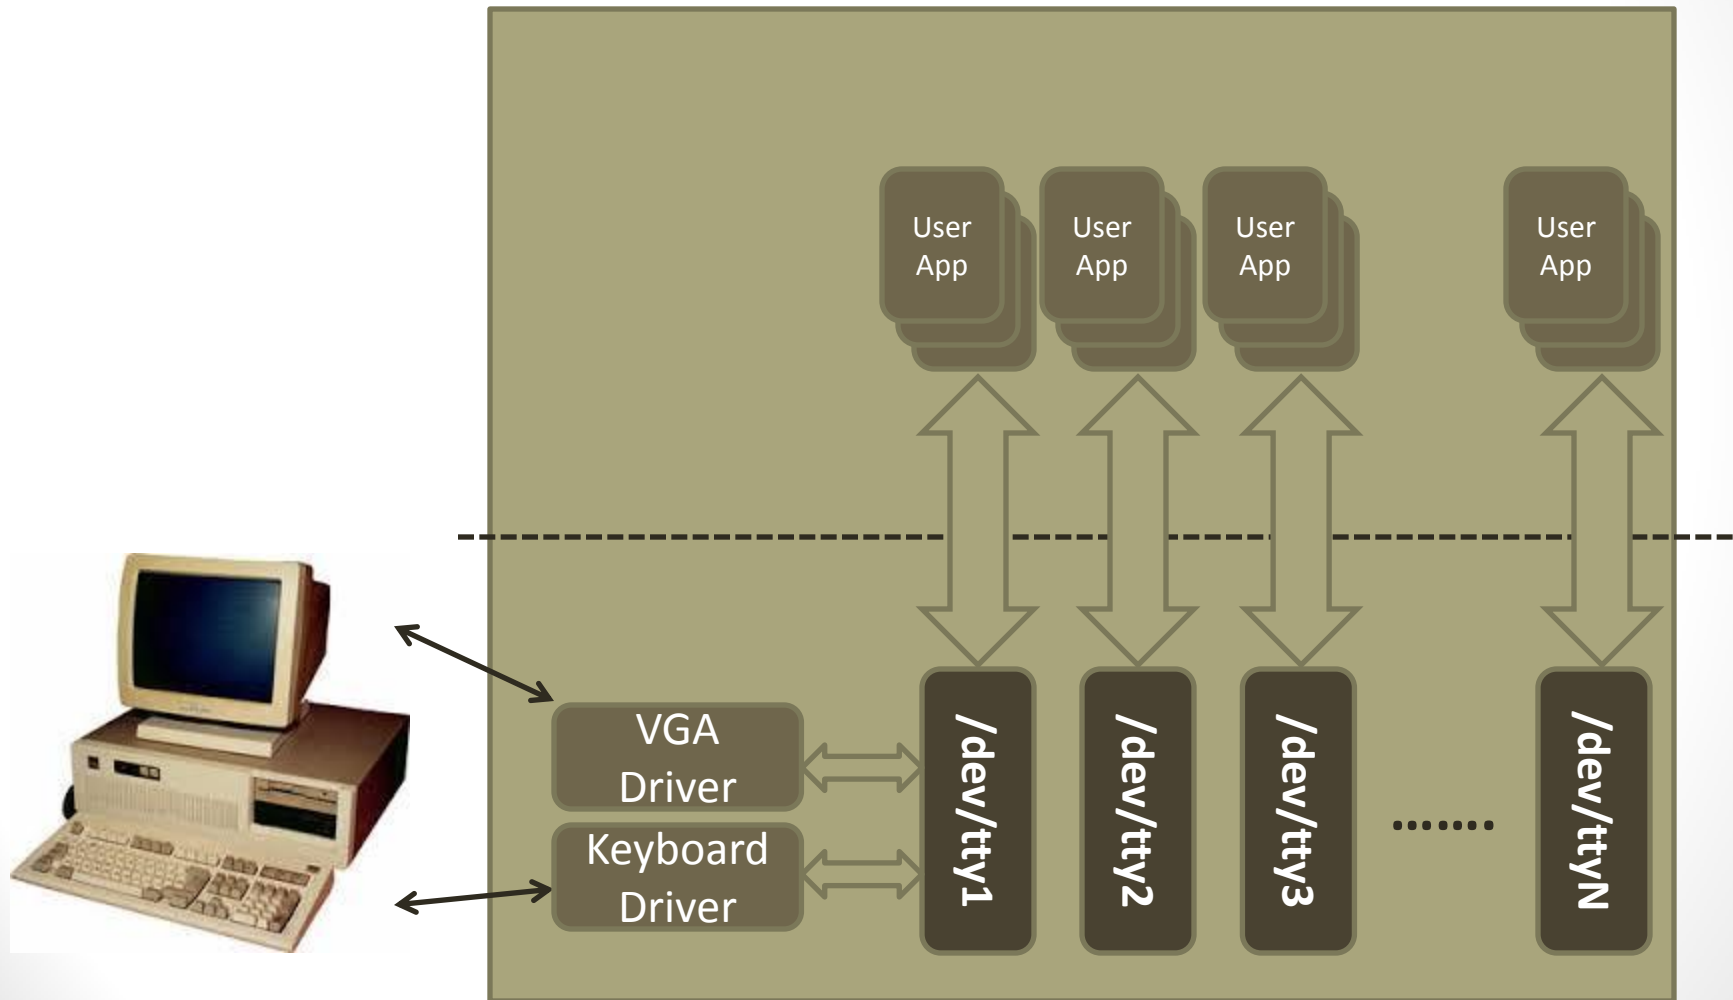 User
App
User
App
User
App
User
App
VGA
Driver
Keyboard
Driver
/dev/tty1
/dev/tty2
/dev/tty3
........
/dev/ttyN